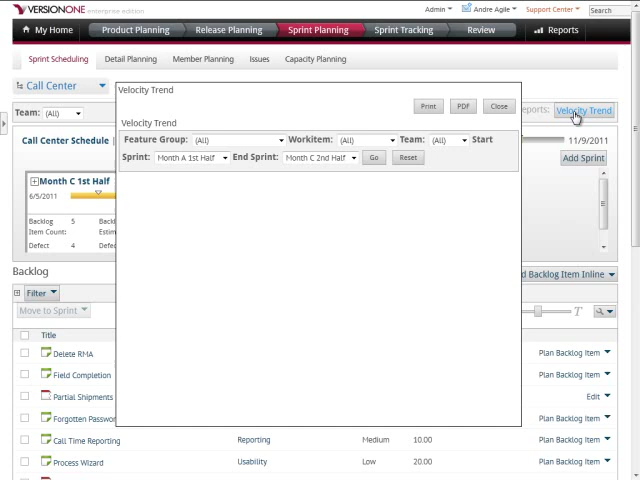 VERSIONONE enterprise edition
Admin Andre Agile Support Center Search
My Home Product Planning Release Planning Sprint Planning Sprint Tracking Review Reports
Sprint Scheduling Detail Planning Member Planning Issues Capacity Planning
Call Center
Velocity Trend
Print PDF Close
Team: (All)
Reports: Velocity Trend
Velocity Trend
Feature Group: (All) Workitem: (All) Team: (All) Start
Sprint: Month A 1st Half End Sprint: Month C 2nd Half Go Reset
Call Center Schedule |
11/9/2011
Add Sprint
Month C 1st Half
6/5/2011
Backlog 5
Item Count:
Defect 4
Backlog
Backlog Item Inline
Filter
Move to Sprint
T
Title
Delete RMA Plan Backlog Item
Field Completion Plan Backlog Item
Partial Shipments Edit
Forgotten Passwor Plan Backlog Item
Call Time Reporting Reporting Medium 10.00 Plan Backlog Item
Process Wizard Usability Low 20.00 Plan Backlog Item